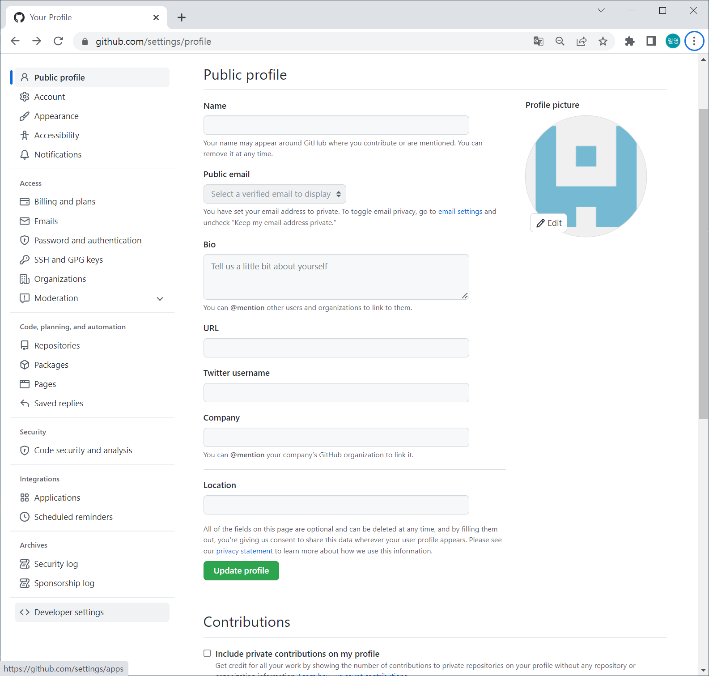 Your Profile
github.com/settings/profile
Public profile
Account
Appearance
Accessibility
Notifications
Access
Billing and plans
Emails
Password and authentication
SSH and GPG keys
Organizations
Moderation
Code, planning, and automation
Repositories
Packages
Pages
Saved replies
Security
Code security and analysis
Integrations
Applications
Scheduled reminders
Archives
Security log
Sponsorship log
Developer settings
https://github.com/settings/apps
Public profile
Name
Your name may appear around GitHub where you contribute or are mentioned. You can
remove it at any time.
Public email
Select a verified email to display
You have set your email address to private. To toggle email privacy, go to email settings and
uncheck "Keep my email address private."
Bio
Tell us a little bit about yourself
You can @mention other users and organizations to link to them.
URL
Twitter username
Company
You can @mention your company's GitHub organization to link it.
Location
All of the fields on this page are optional and can be deleted at any time, and by filling them
out, you're giving us consent to share this data wherever your user profile appears. Please see
our privacy statement to learn more about how we use this information.
Update profile
Profile picture
Edit
Contributions
Include private contributions on my profile
Get credit for all your work by showing the number of contributions to private repositories on your profile without any repository or